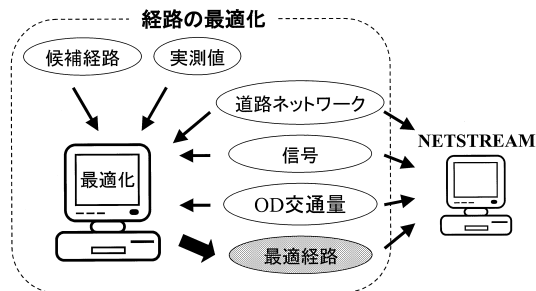 経路の最適化
候補経路
実測値
道路ネットワーク
NETSTREAM
信号
最適化
OD交通量
最適経路